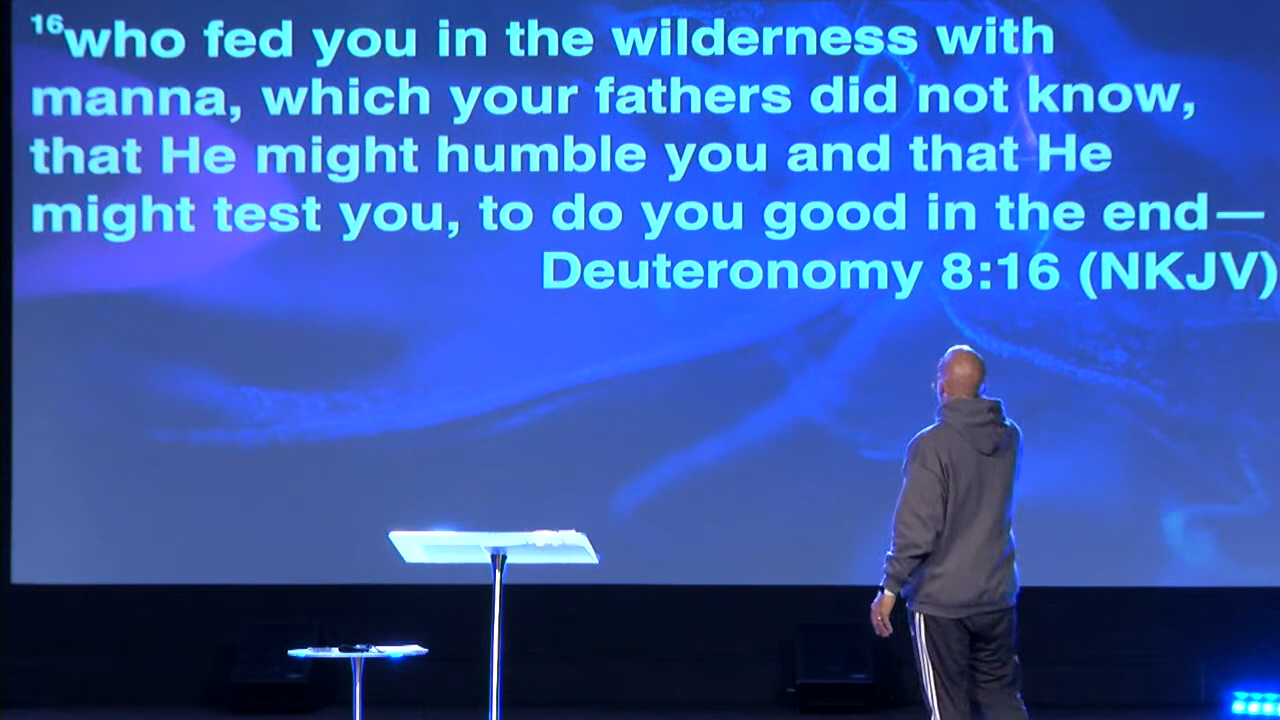 16who fed you in the wilderness with
manna, which your fathers did not know,
that He might humble you and that He
might test you, to do you good in the end—
Deuteronomy 8:16 (NKJV)